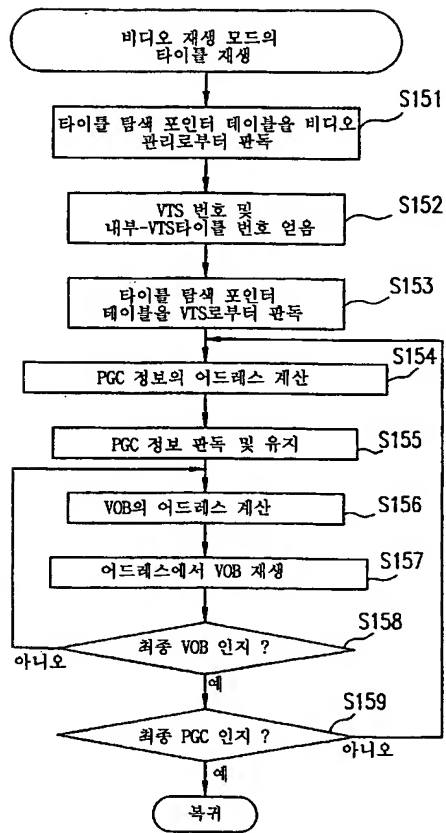 비디오 재생 모드의
타이틀 재생
S151
타이틀 탐색 포인터 테이블을 비디오
관리로부터 판독
S152
VTS 번호 및
내부-VTS타이틀 번호 얻음
S153
타이틀 탐색 포인터
테이블을 VTS로부터 판독
S154
PGC 정보의 어드레스 계산
S155
PGC 정보 판독 및 유지
S156
VOB의 어드레스 계산
S157
어드레스에서 VOB 재생
S158
최종 VOB 인지 ?
아니오
예
S159
최종 PGC 인지 ?
아니오
예
복귀